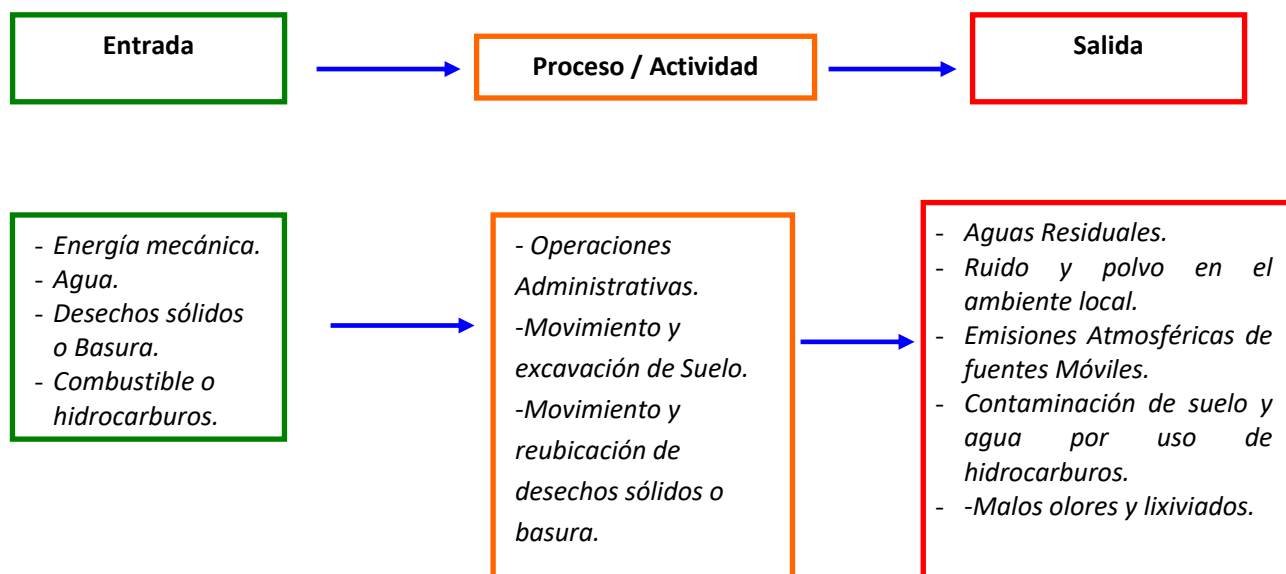 Entrada
Proceso / Actividad
Salida
- Energía mecánica.
- Agua.
- Desechos sólidos
o Basura.
- Combustible o
hidrocarburos.
- Operaciones
Administrativas.
-Movimiento y
excavación de Suelo.
-Movimiento y
reubicación de
desechos sólidos o
basura.
- Aguas Residuales.
- Ruido y polvo en el
ambiente local.
- Emisiones Atmosféricas de
fuentes Móviles.
- Contaminación de suelo y
agua por uso de
hidrocarburos.
- -Malos olores y lixiviados.